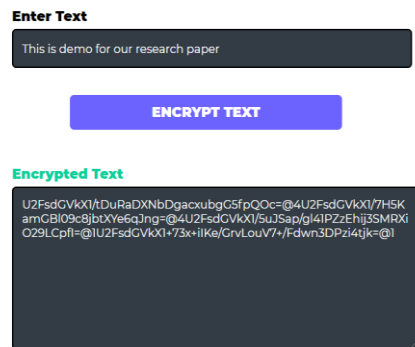 Enter Text
This is demo for our research paper
ENCRYPT TEXT
Encrypted Text
U2FsdGVkX1/tDuRaDXNbDgacxubgG5fpQOc=@4U2FsdGVkX1/7H5K
amGBl09c8jbtXYe6qJng=@4U2FsdGVkX1/5uJSap/gl41PZzEhij3SMRXi
O29LCpfI=@1U2FsdGVkX1+73x+iIKe/GrvLouV7+/Fdwn3DPzi4tjk=@1